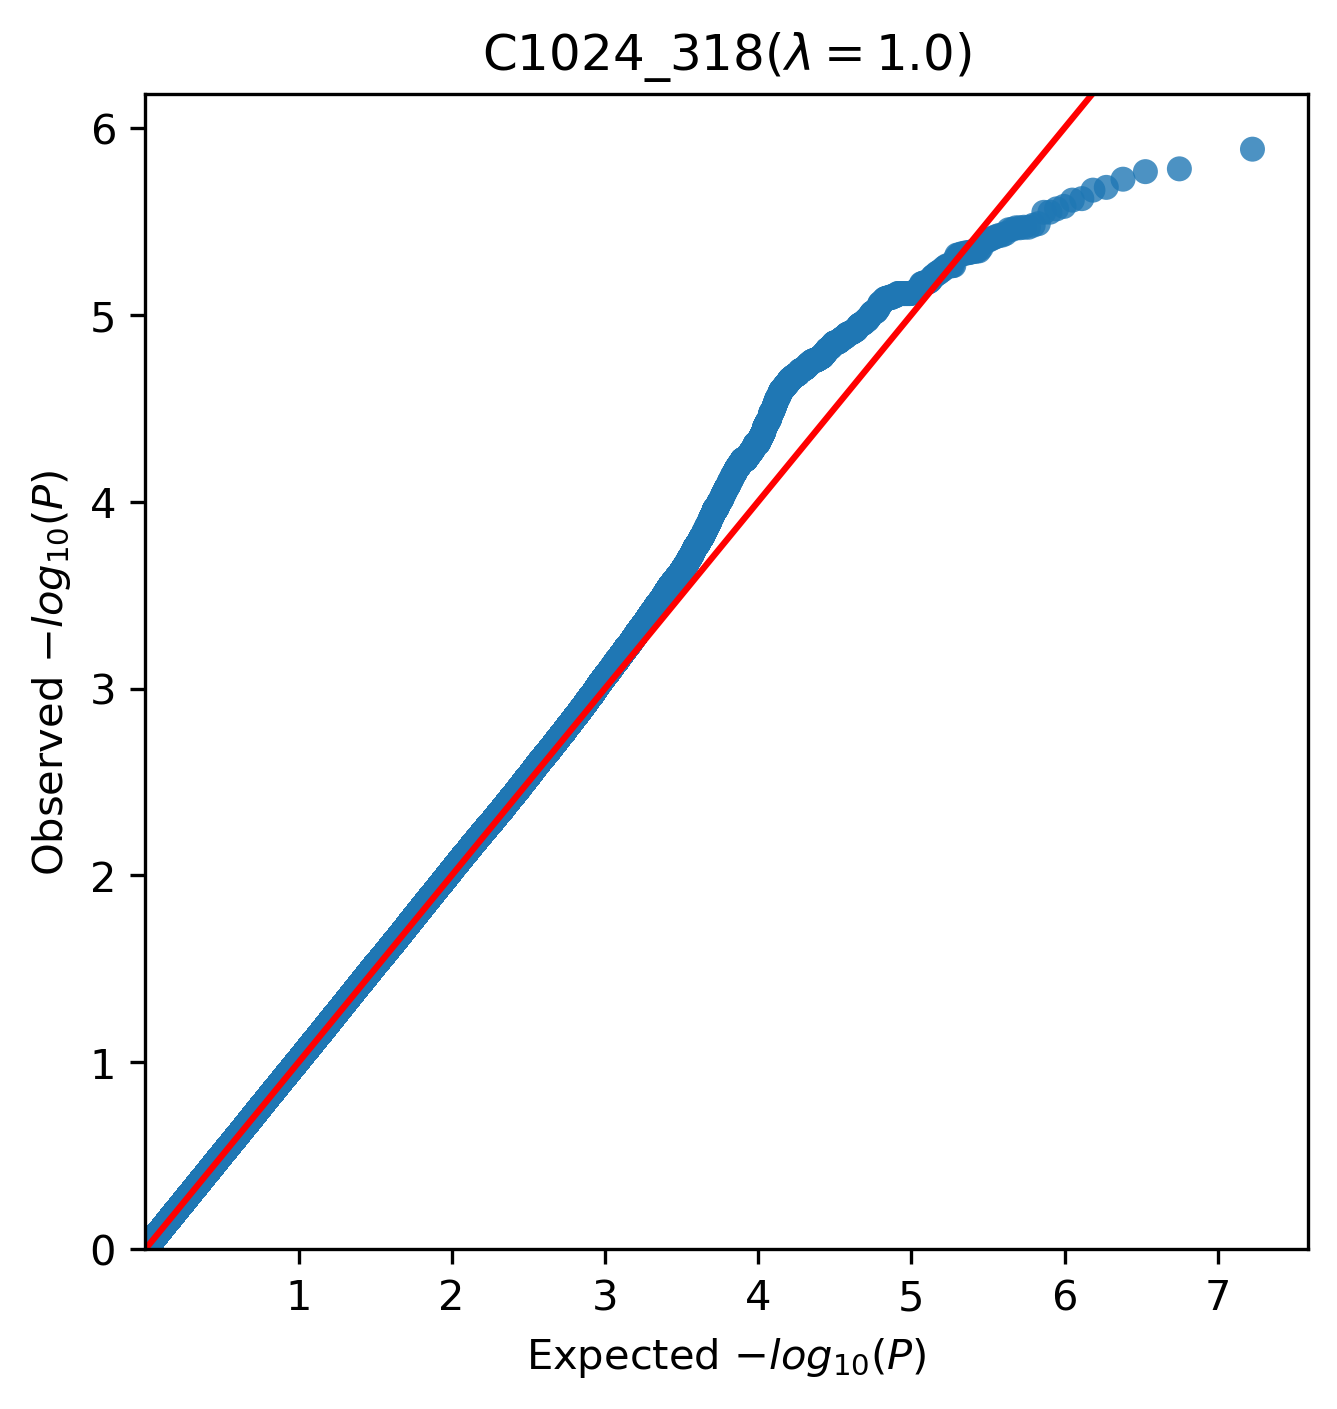 C1024_318(λ = 1.0)
6
5
4
3
2
1
0
Observed −log₁₀(P)
1 2 3 4 5 6 7
Expected −log₁₀(P)